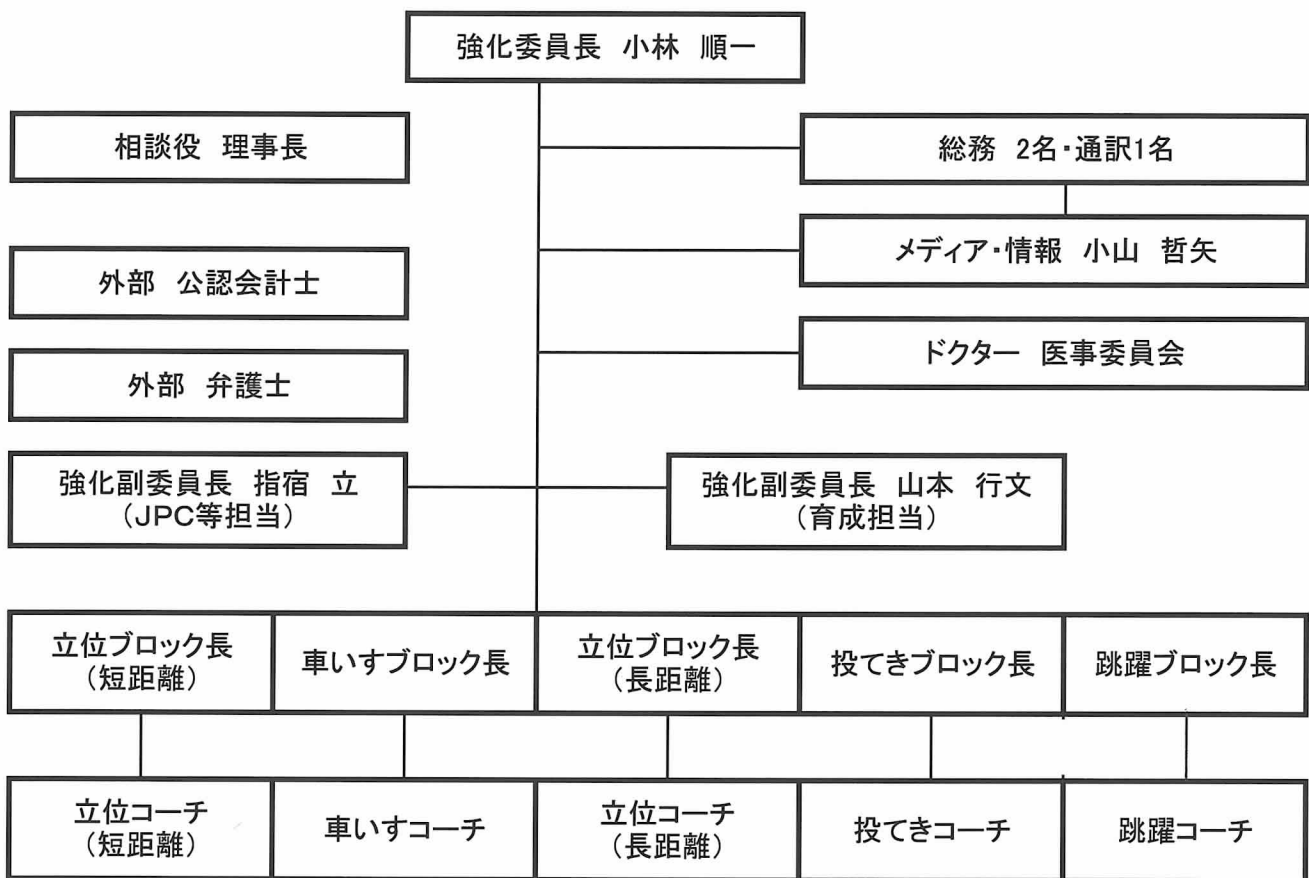 強化委員長 小林 順一
相談役 理事長
総務 2名・通訳1名
メディア・情報 小山 哲矢
外部 公認会計士
ドクター 医事委員会
外部 弁護士
強化副委員長 指宿 立
(JPC等担当)
強化副委員長 山本 行文
(育成担当)
立位ブロック長
(短距離)
車いすブロック長
立位ブロック長
(長距離)
投てきブロック長
跳躍ブロック長
立位コーチ
(短距離)
車いすコーチ
立位コーチ
(長距離)
投てきコーチ
跳躍コーチ